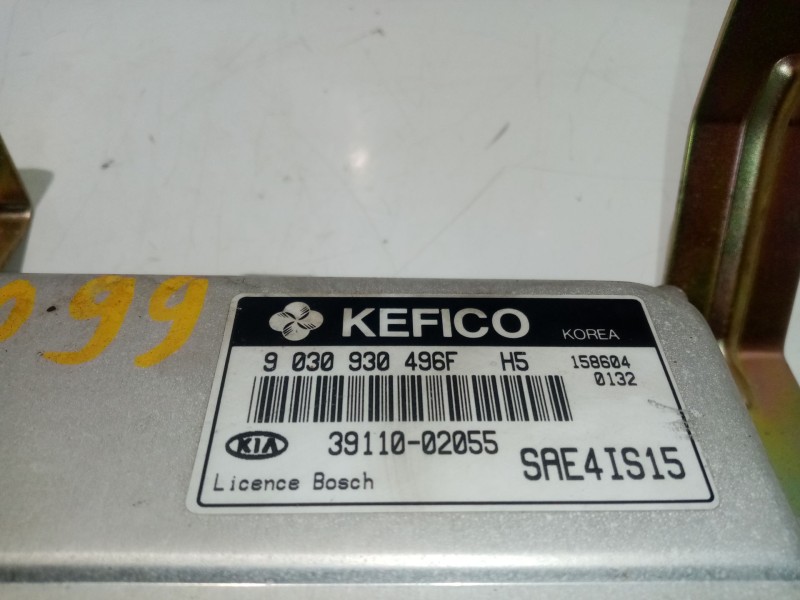 099
KEFICO KOREA
9 030 930 496F H5 158604
0132
KIA 39110-02055 SAE4IS15
Licence Bosch